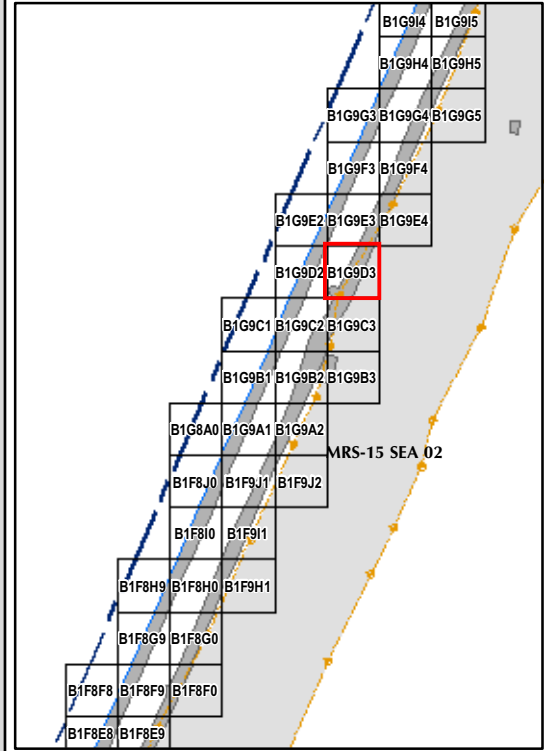 B1G9I4 B1G9I5
B1G9H4 B1G9H5
B1G9G3 B1G9G4 B1G9G5
B1G9F3 B1G9F4
B1G9E2 B1G9E3 B1G9E4
B1G9D2 B1G9D3
B1G9C1 B1G9C2 B1G9C3
B1G9B1 B1G9B2 B1G9B3
B1G8A0 B1G9A1 B1G9A2
MRS-15 SEA 02
B1F8J0 B1F9J1 B1F9J2
B1F8I0 B1F9I1
B1F8H9 B1F8H0 B1F9H1
B1F8G9 B1F8G0
B1F8F8 B1F8F9 B1F8F0
B1F8E8 B1F8E9